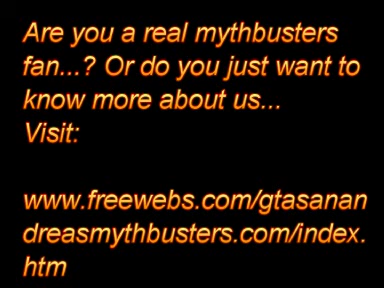 Are you a real mythbusters
fan...? Or do you just want to
know more about us...
Visit:
www.freewebs.com/gtasanan
dreasmythbusters.com/index.
htm